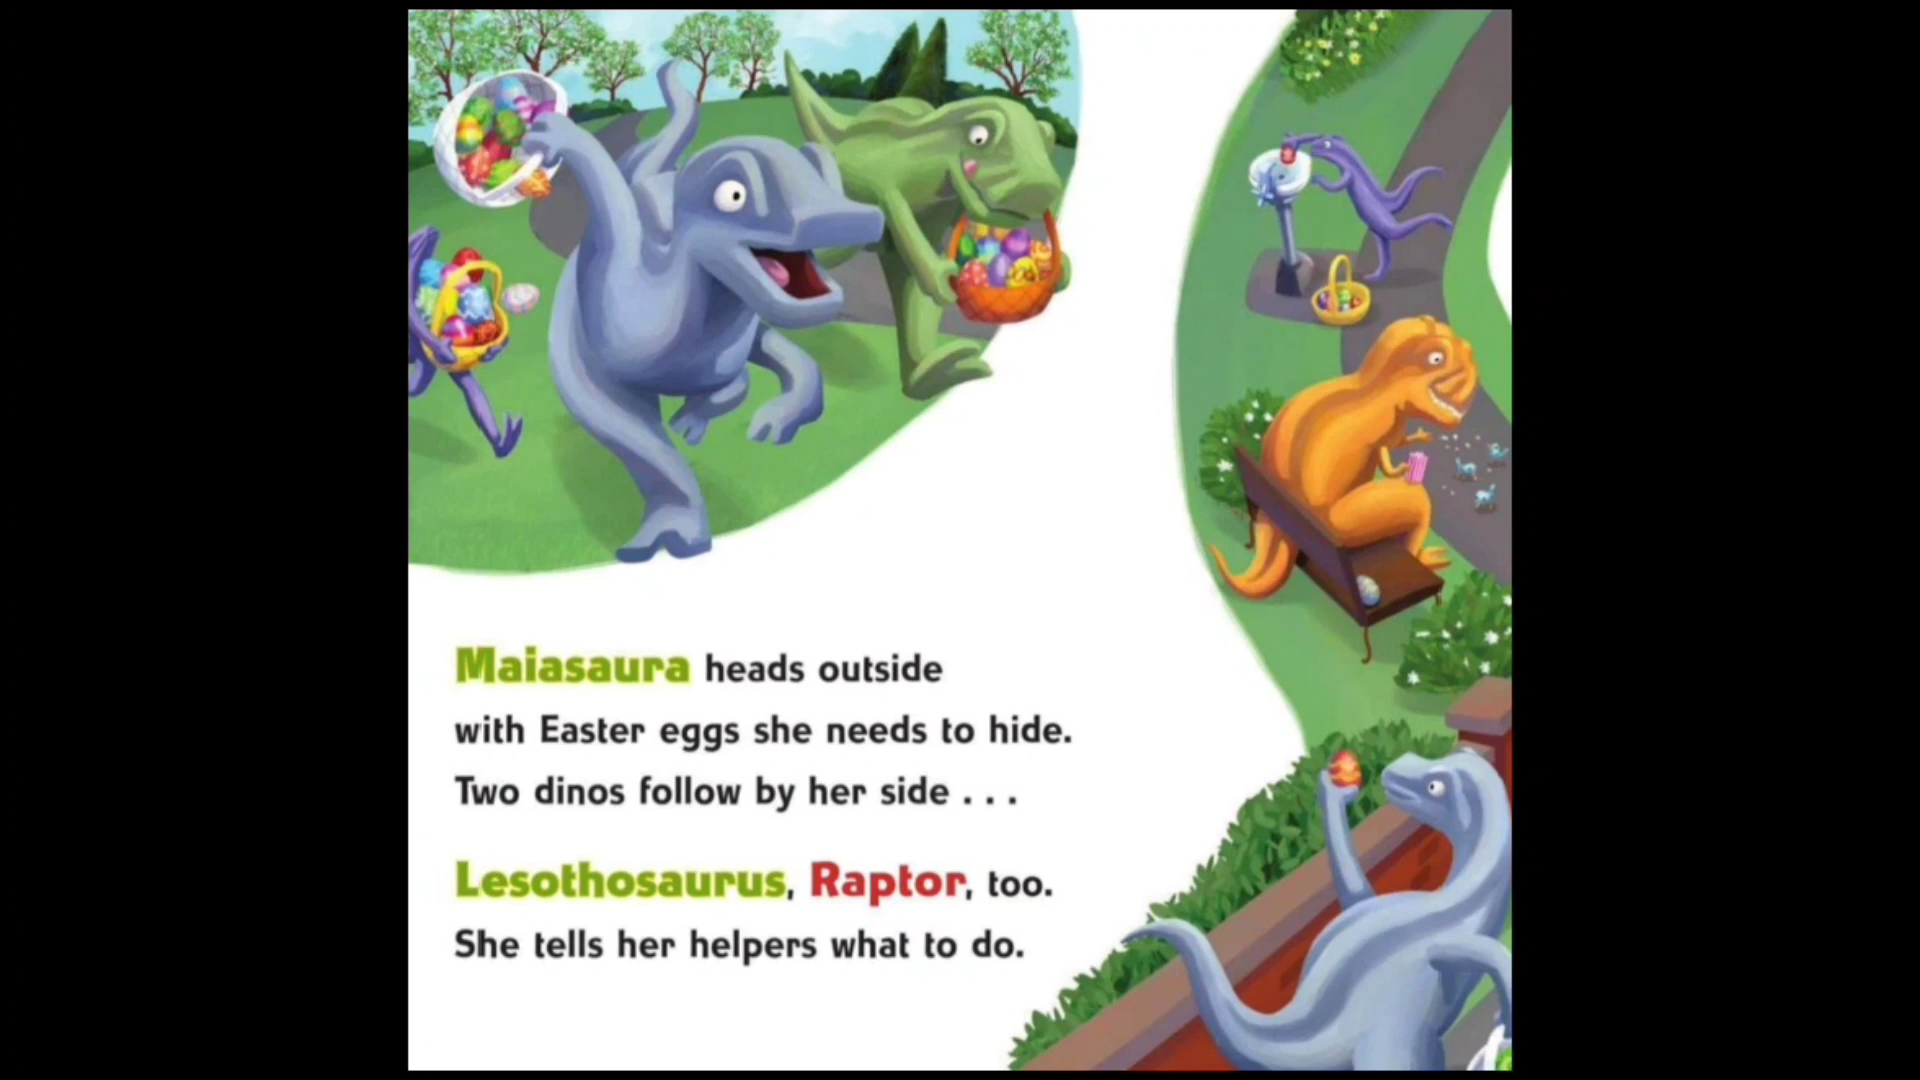 Maiasaura heads outside
with Easter eggs she needs to hide.
Two dinos follow by her side . . .
Lesothosaurus, Raptor, too.
She tells her helpers what to do.